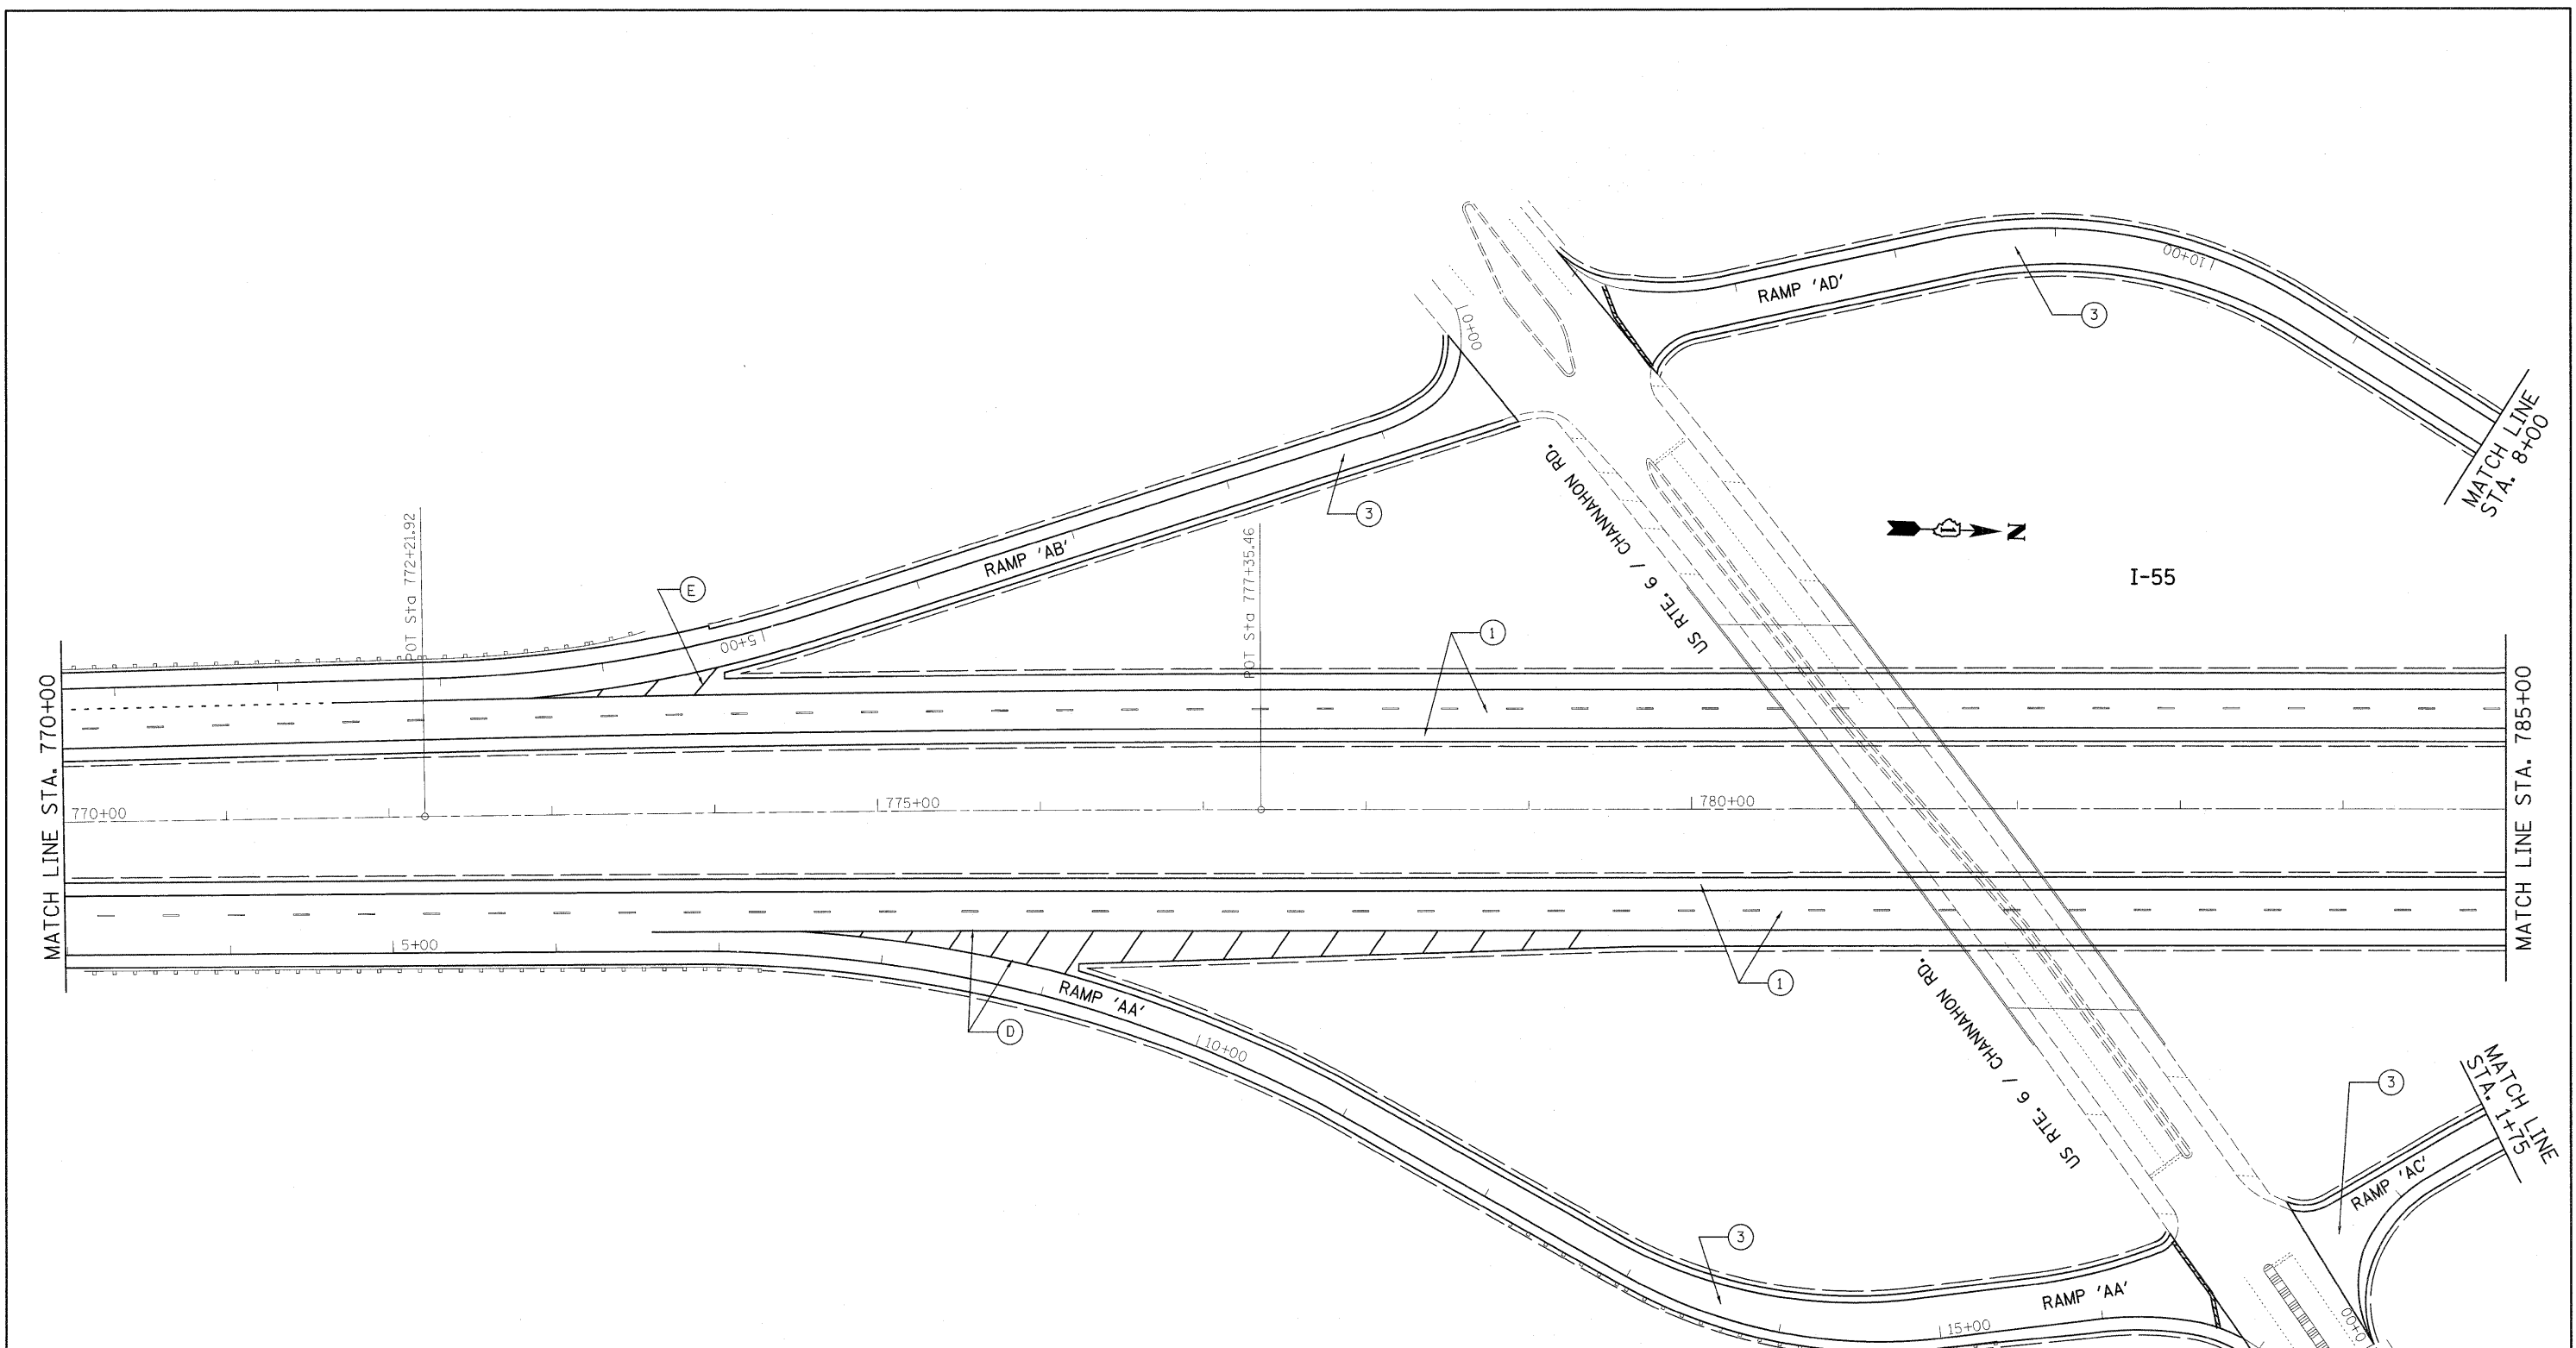 RAMP 'AD'
10+00
3
MATCH LINE
STA. 8+00
0+00
3
US RTE. 6 / CHANNAHON RD.
N
I-55
RAMP 'AB'
POT Sta 772+21.92
POT Sta 777+35.46
E
5+00
1
MATCH LINE STA. 770+00
MATCH LINE STA. 785+00
770+00
775+00
780+00
5+00
RAMP 'AA'
D
1
10+00
US RTE. 6 / CHANNAHON RD.
MATCH LINE
STA. 1+75
3
RAMP 'AC'
3
RAMP 'AA'
15+00
0+00